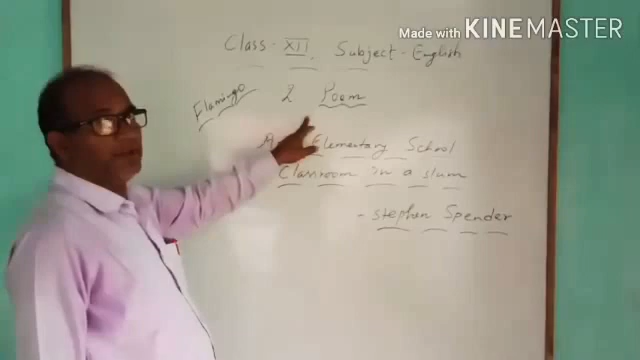 Made with KINEMASTER
Class - XII. Subject - English
Flamingo 2 Poem
Elementary School
Classroom in a slum
- Stephen Spender